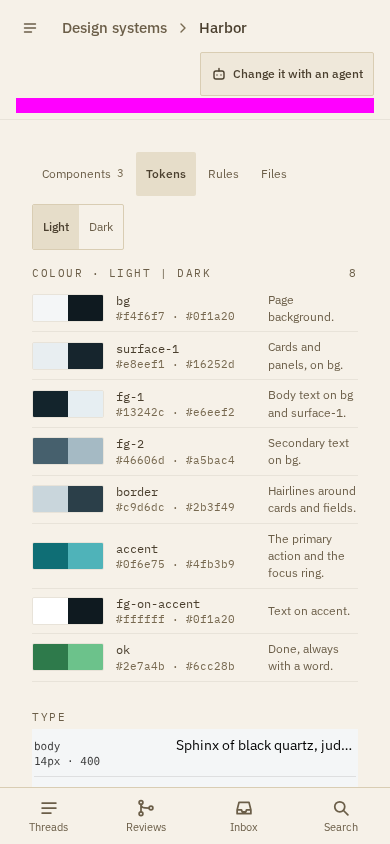 Design systems > Harbor
Change it with an agent
Components 3 Tokens Rules Files
Light Dark
COLOUR · LIGHT | DARK 8
bg
#f4f6f7 · #0f1a20
Page
background.
surface-1
#e8eef1 · #16252d
Cards and
panels, on bg.
fg-1
#13242c · #e6eef2
Body text on bg
and surface-1.
fg-2
#46606d · #a5bac4
Secondary text
on bg.
border
#c9d6dc · #2b3f49
Hairlines around
cards and fields.
accent
#0f6e75 · #4fb3b9
The primary
action and the
focus ring.
fg-on-accent
#ffffff · #0f1a20
Text on accent.
ok
#2e7a4b · #6cc28b
Done, always
with a word.
TYPE
body
14px · 400
Sphinx of black quartz, jud...
Threads Reviews Inbox Search